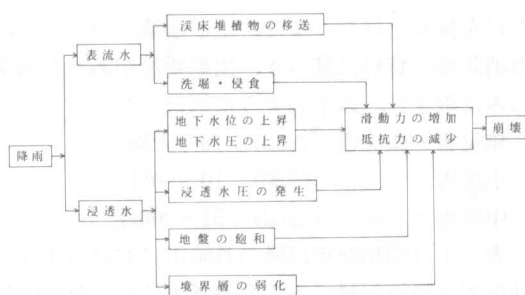 渓床堆積物の移送
表流水
洗堀・侵食
地下水位の上昇
地下水圧の上昇
滑動力の増加
抵抗力の減少
崩壊
降雨
浸透水
浸透水圧の発生
地盤の飽和
境界層の弱化